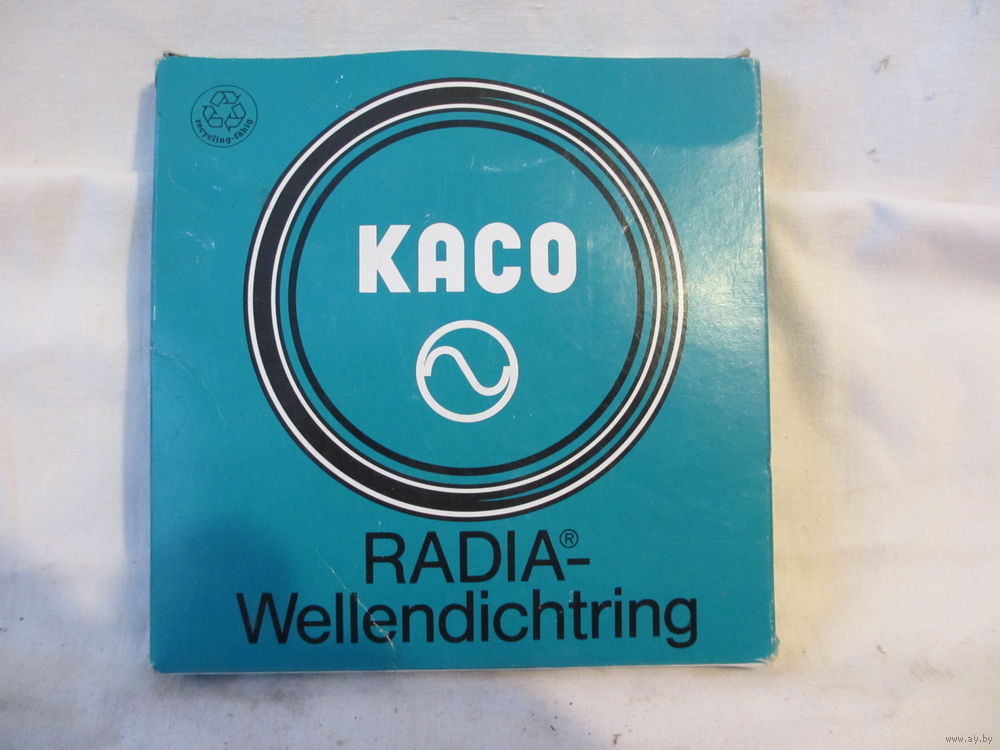 recycling-fähig
KACO
RADIA®-
Wellendichtring
www.ay.by